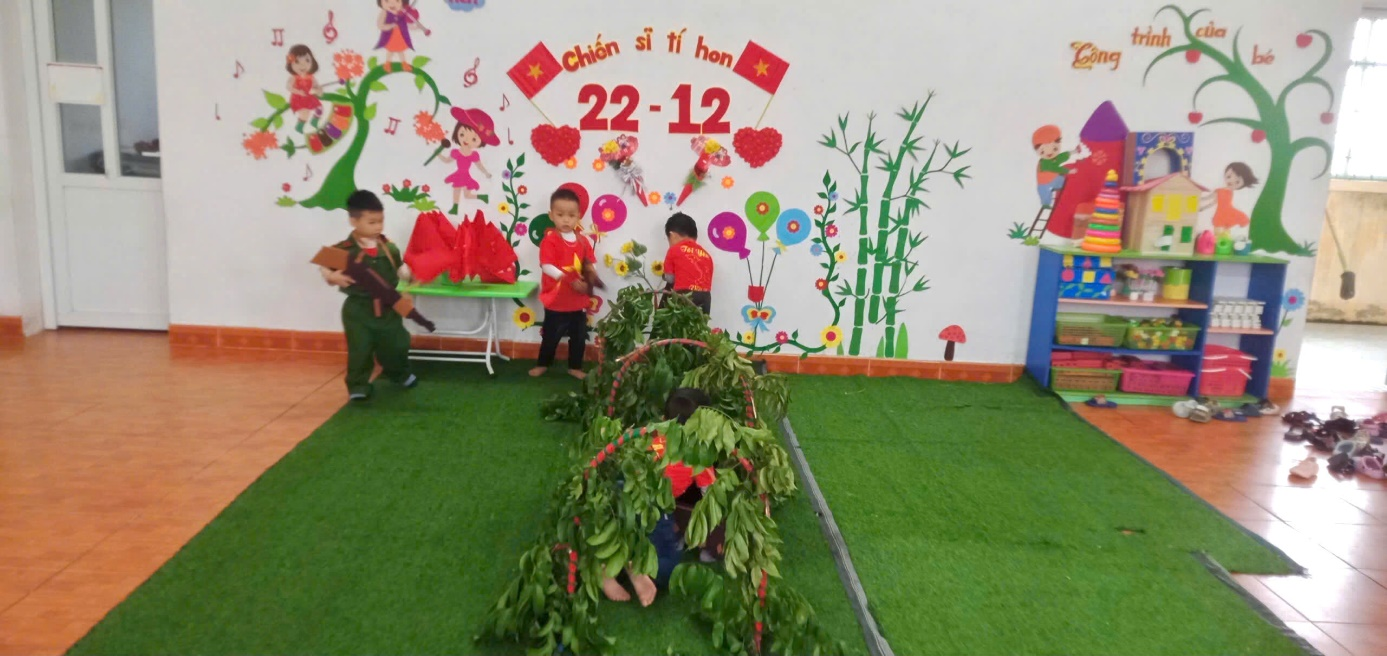 Chiến sĩ tí hon
22-12
Công trình của bé